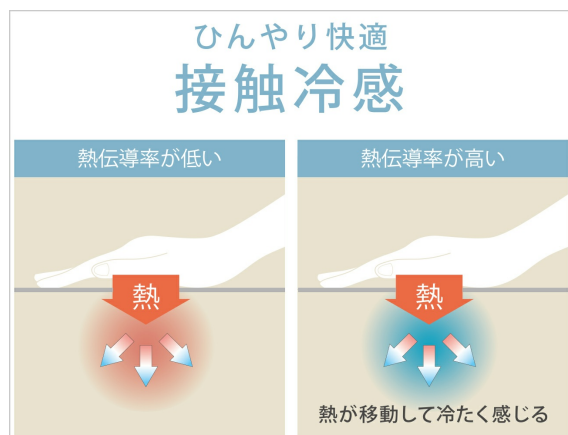 ひんやり快適
接触冷感
熱伝導率が低い
熱伝導率が高い
熱
熱
熱が移動して冷たく感じる